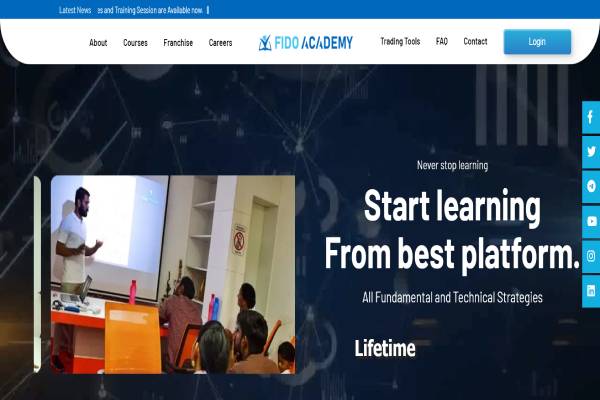 Latest News es and Training Session are Available now.
About Courses Franchise Careers FIDO ACADEMY Trading Tools FAQ Contact Login
Never stop learning
Start learning
From best platform.
All Fundamental and Technical Strategies
Lifetime